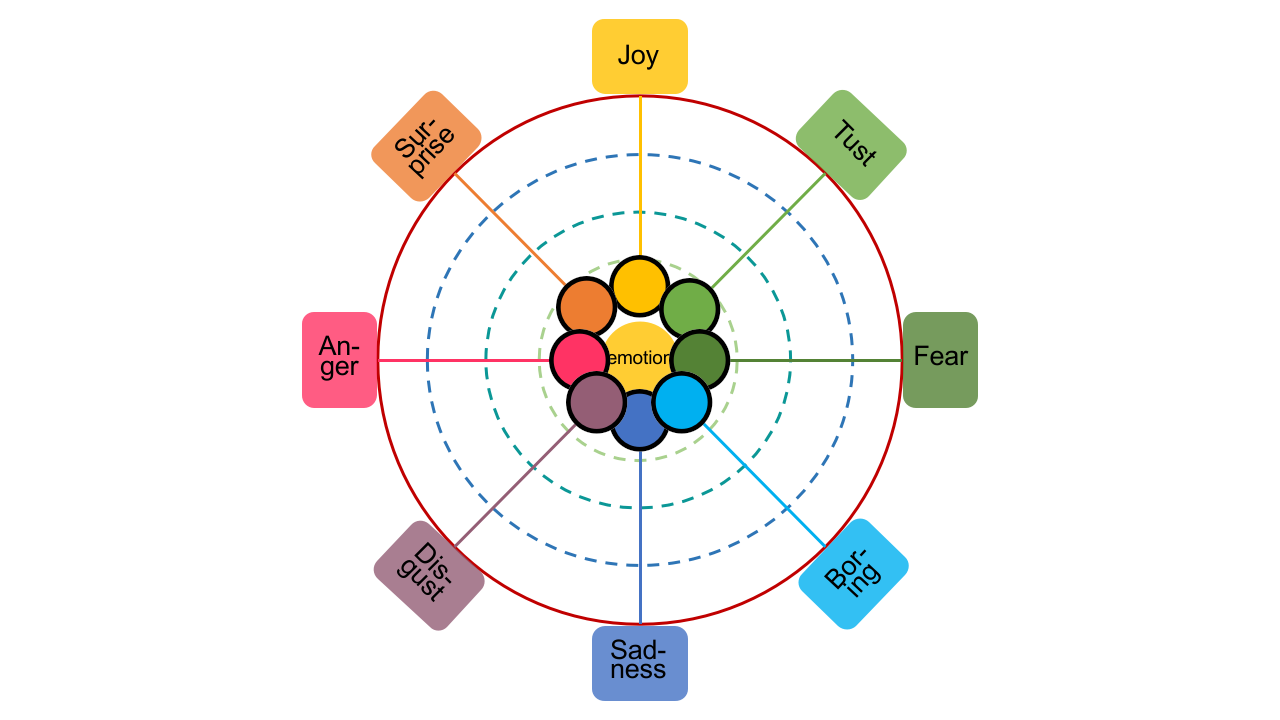 Joy
Sur-
prise
Tust
An-
ger
emotion
Fear
Dis-
gust
Bor-
ing
Sad-
ness